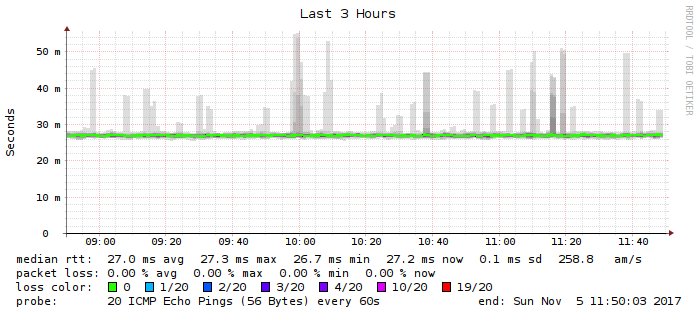 Last 3 Hours
RRDTOOL / TOBI OETIKER
Seconds
50 m
40 m
30 m
20 m
10 m
0
09:00 09:20 09:40 10:00 10:20 10:40 11:00 11:20 11:40
median rtt: 27.0 ms avg 27.3 ms max 26.7 ms min 27.2 ms now 0.1 ms sd 258.8 am/s
packet loss: 0.00 % avg 0.00 % max 0.00 % min 0.00 % now
loss color: 0 1/20 2/20 3/20 4/20 10/20 19/20
probe: 20 ICMP Echo Pings (56 Bytes) every 60s end: Sun Nov 5 11:50:03 2017